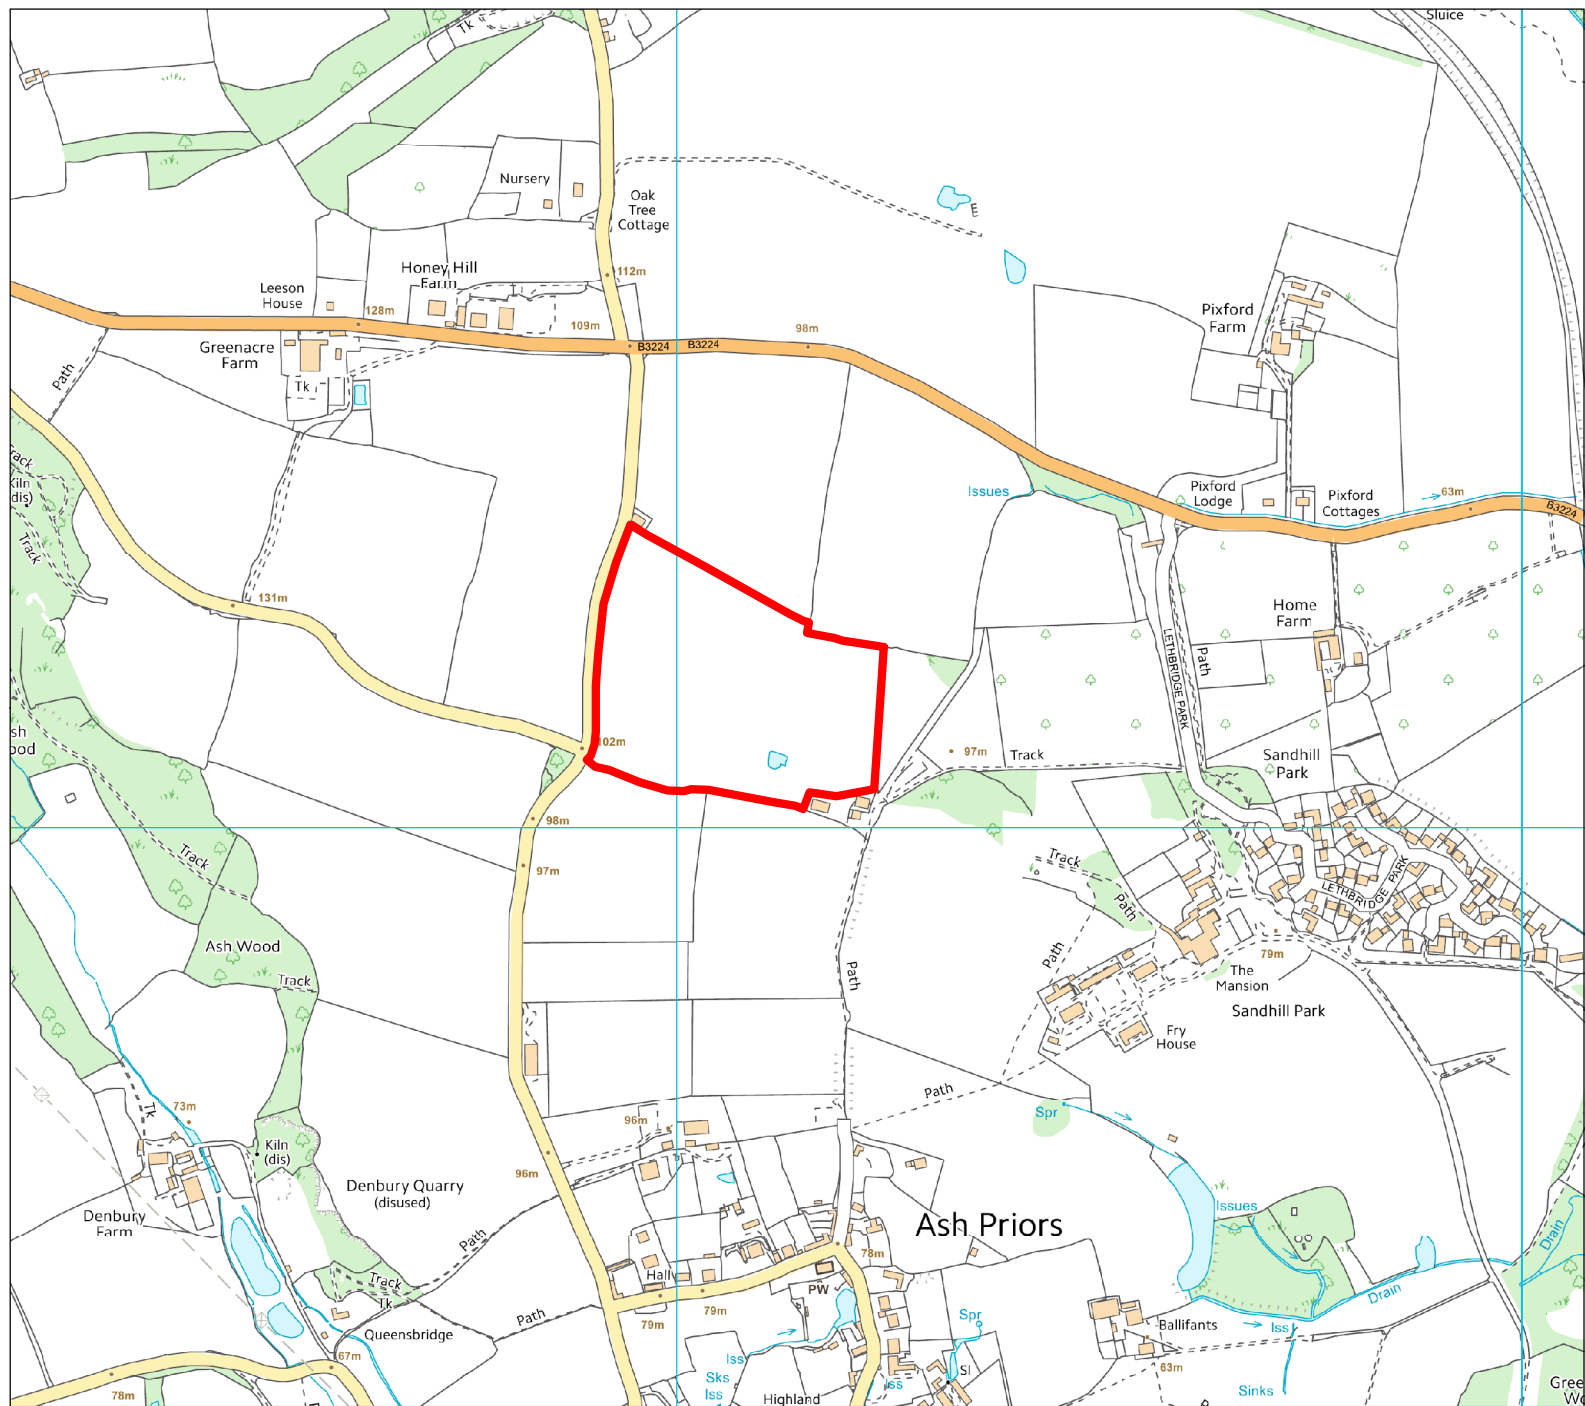 Sluice
Tk
Nursery
Oak
Tree
Cottage
112m
Honey Hill
Farm
Leeson
House
128m
109m
98m
Pixford
Farm
B3224
B3224
Greenacre
Farm
Path
Tk
Track
Kiln
(dis)
Track
Issues
Pixford
Lodge
Pixford
Cottages
63m
B3224
131m
Home
Farm
LETHBRIDGE PARK
Path
102m
97m
Track
Sandhill
Park
98m
97m
Track
Track
LETHBRIDGE PARK
Path
Ash Wood
Track
Path
Path
79m
The
Mansion
Sandhill Park
Fry
House
Path
Spr
Tk
73m
Kiln
(dis)
96m
96m
Denbury Quarry
(disused)
Denbury
Farm
Path
Ash Priors
Issues
78m
Drain
Hall
Track
Tk
PW
79m
79m
Path
Queensbridge
67m
78m
Spr
Drain
Ballifants
Iss
63m
Iss
Sks
Iss
Iss
Sl
Highland
Sinks
Gree